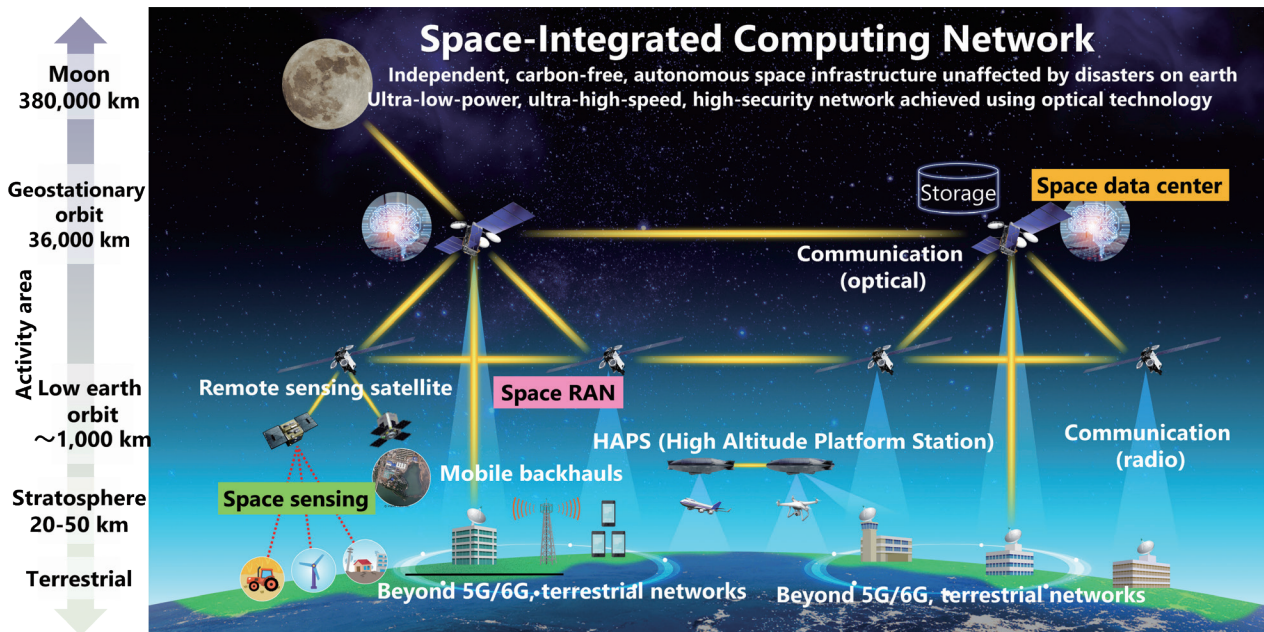 Space-Integrated Computing Network
Independent, carbon-free, autonomous space infrastructure unaffected by disasters on earth
Ultra-low-power, ultra-high-speed, high-security network achieved using optical technology
Moon
380,000 km
Geostationary
orbit
36,000 km
Activity area
Low earth
orbit
～1,000 km
Stratosphere
20-50 km
Terrestrial
Storage
Space data center
Communication
(optical)
Remote sensing satellite
Space RAN
HAPS (High Altitude Platform Station)
Communication
(radio)
Mobile backhauls
Space sensing
Beyond 5G/6G, terrestrial networks
Beyond 5G/6G, terrestrial networks